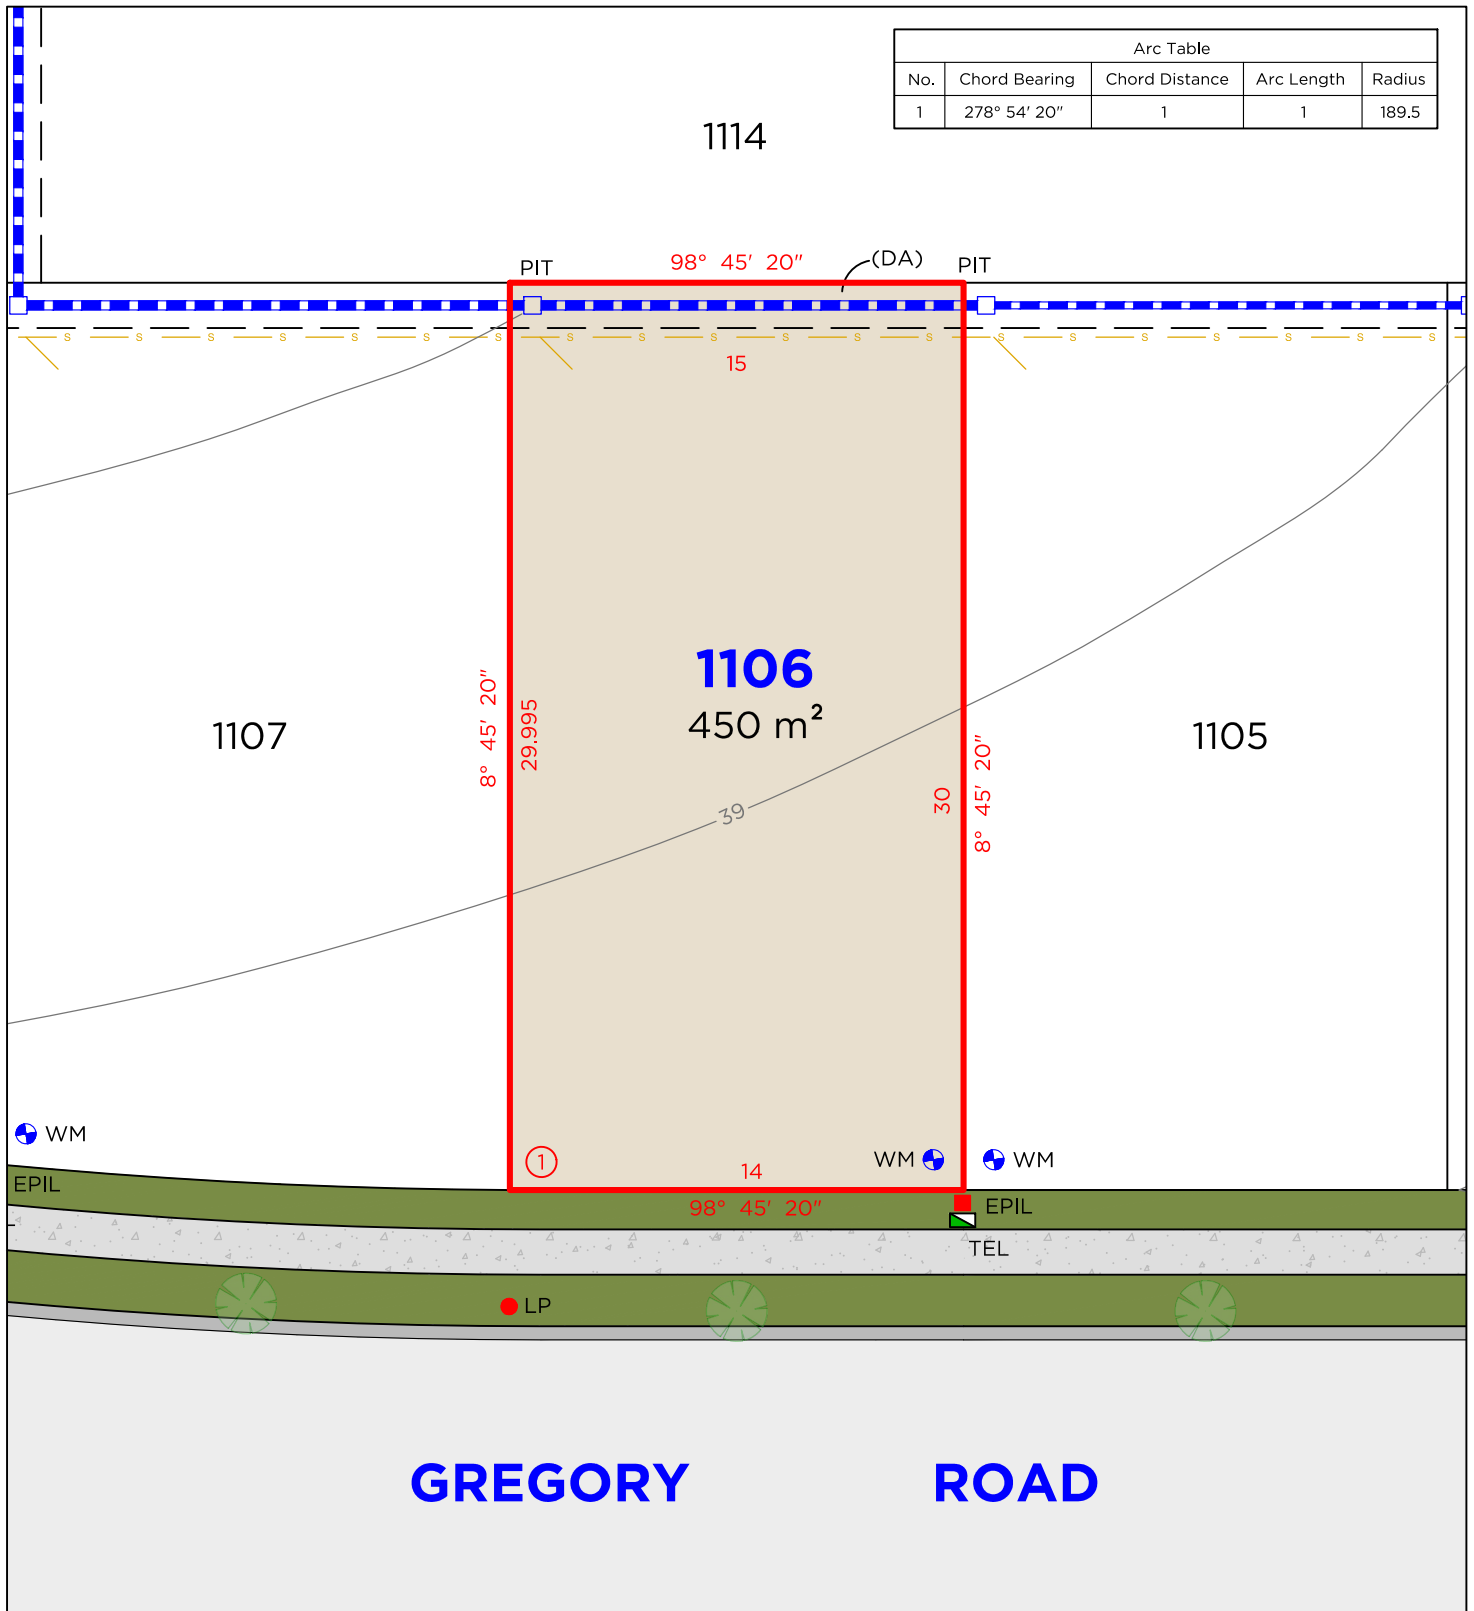 Arc Table
No. Chord Bearing Chord Distance Arc Length Radius
1 278° 54' 20" 1 1 189.5
1114
PIT 98° 45' 20" (DA) PIT
S S S S S S S S S S S S S S S S S S S S
15
1106
450 m²
1107
8° 45' 20"
29.995
30
8° 45' 20"
1105
39
WM
1
14
WM
WM
EPIL
98° 45' 20"
EPIL
TEL
LP
GREGORY ROAD